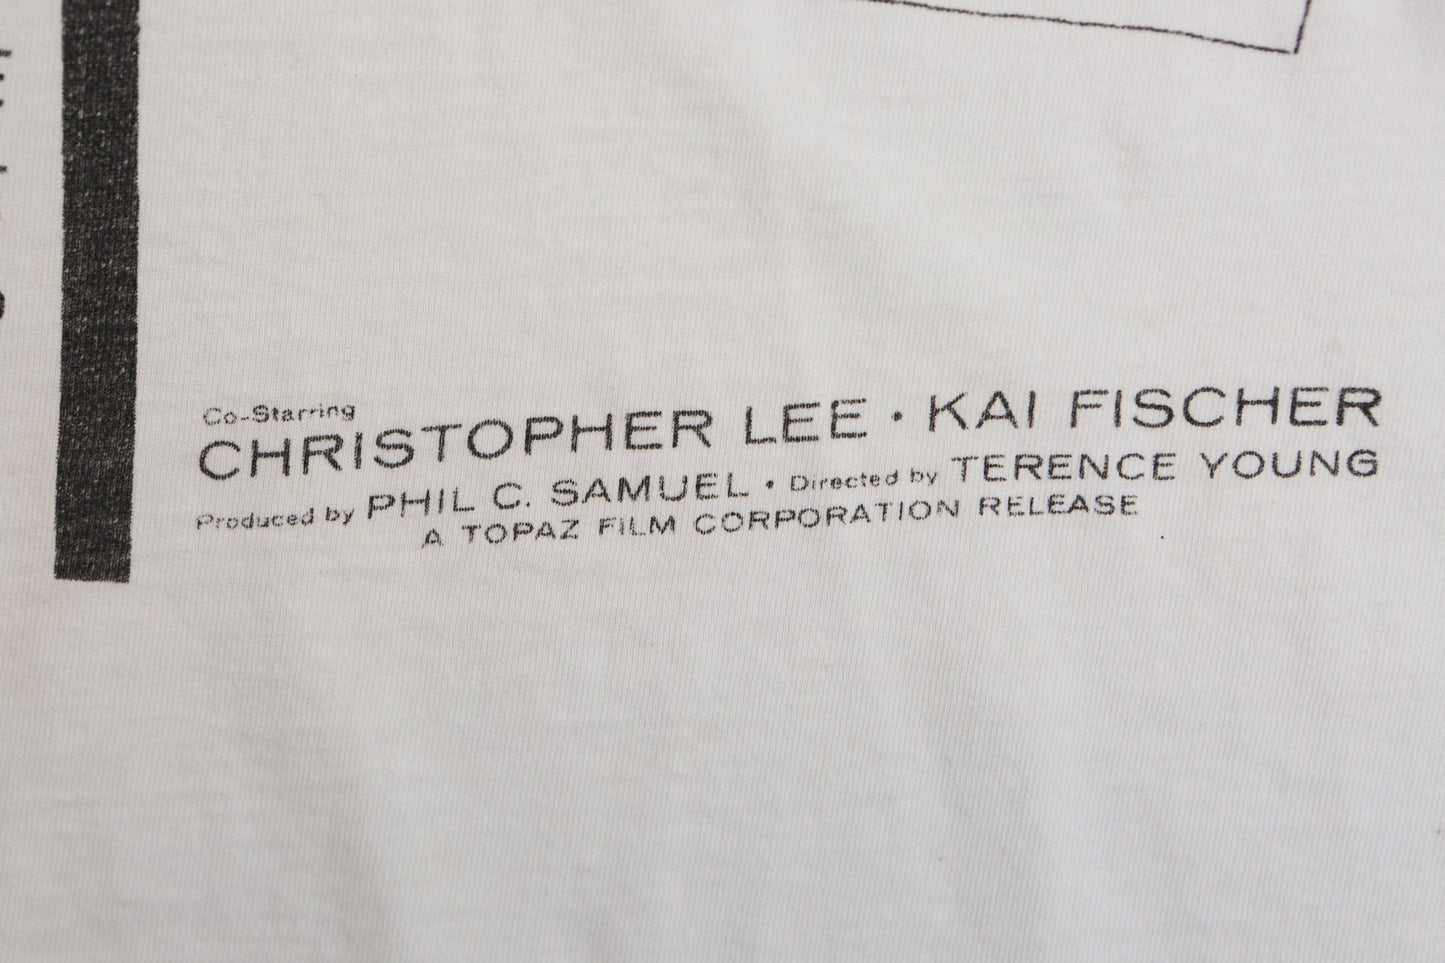 Co-Starring
CHRISTOPHER LEE • KAI FISCHER
Produced by PHIL C. SAMUEL • Directed by TERENCE YOUNG
A TOPAZ FILM CORPORATION RELEASE